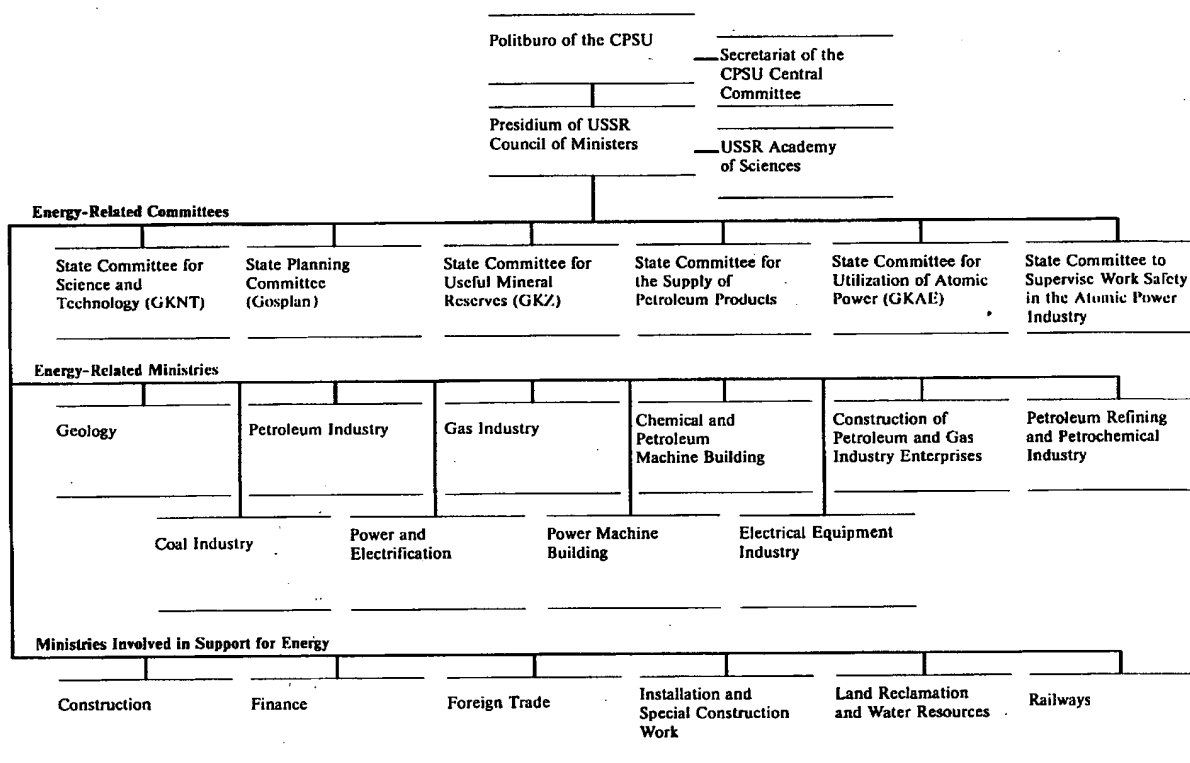 Politburo of the CPSU
Secretariat of the
CPSU Central
Committee
Presidium of USSR
Council of Ministers
USSR Academy
of Sciences
Energy-Related Committees
State Committee for
Science and
Technology (GKNT)
State Planning
Committee
(Gosplan)
State Committee for
Useful Mineral
Reserves (GKZ)
State Committee for
the Supply of
Petroleum Products
State Committee for
Utilization of Atomic
Power (GKAE)
State Committee to
Supervise Work Safety
in the Atomic Power
Industry
Energy-Related Ministries
Geology
Petroleum Industry
Gas Industry
Chemical and
Petroleum
Machine Building
Construction of
Petroleum and Gas
Industry Enterprises
Petroleum Refining
and Petrochemical
Industry
Coal Industry
Power and
Electrification
Power Machine
Building
Electrical Equipment
Industry
Ministries Involved in Support for Energy
Construction
Finance
Foreign Trade
Installation and
Special Construction
Work
Land Reclamation
and Water Resources
Railways